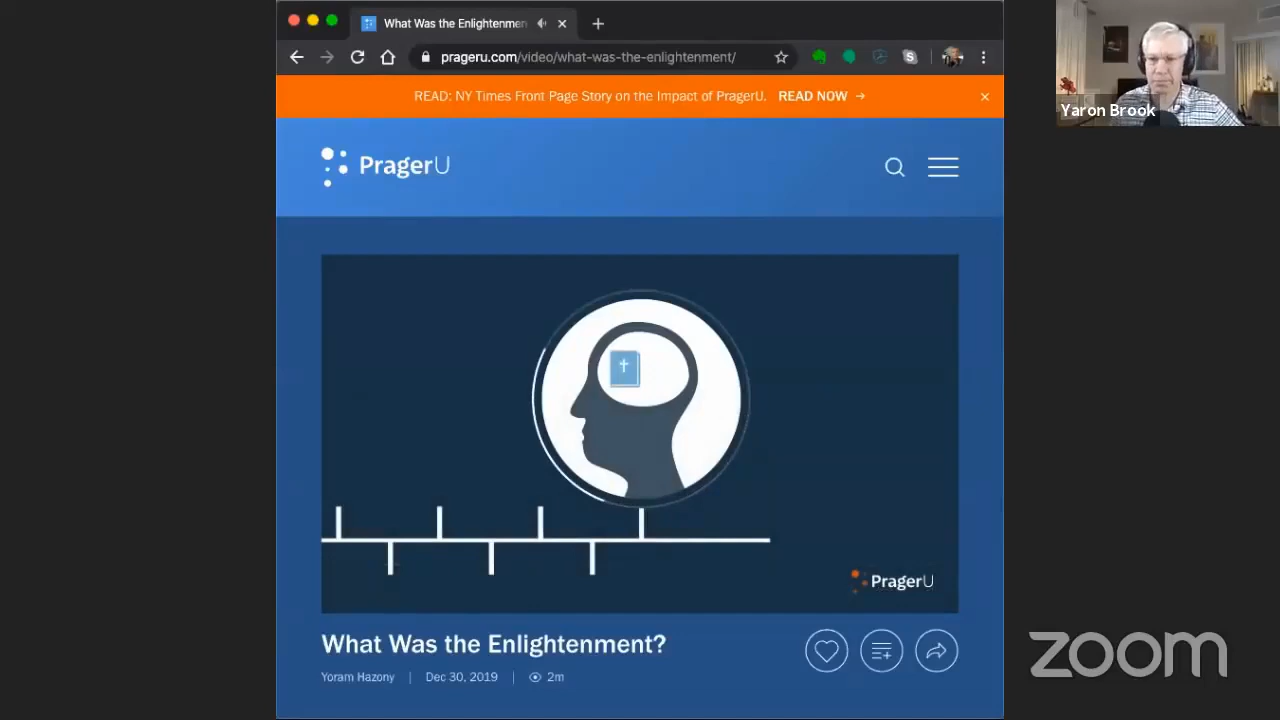 What Was the Enlightenmen
prageru.com/video/what-was-the-enlightenment/
READ: NY Times Front Page Story on the Impact of PragerU. READ NOW →
PragerU
Yaron Brook
PragerU
What Was the Enlightenment?
Yoram Hazony | Dec 30, 2019 | 2m
zoom